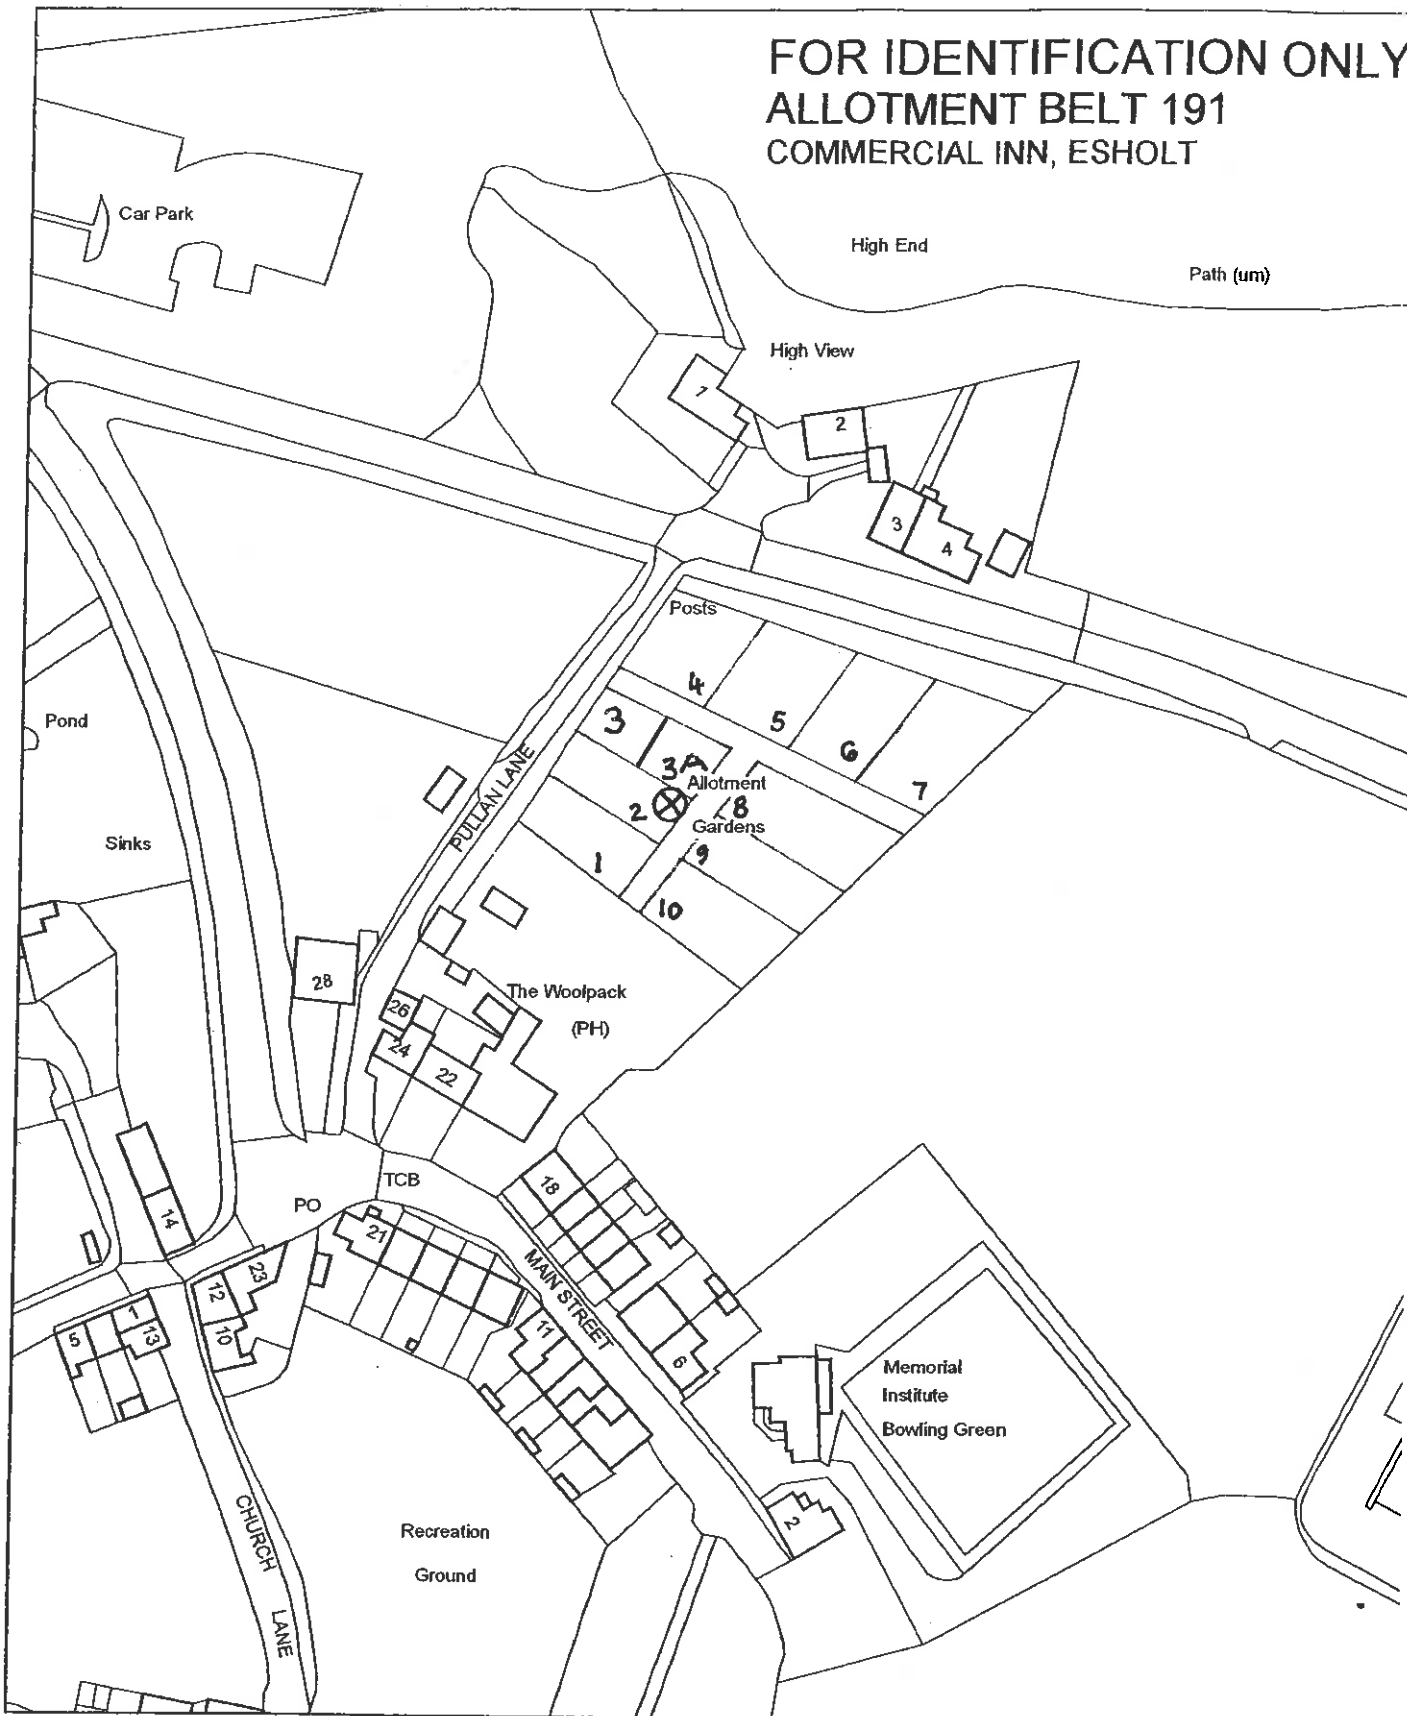 FOR IDENTIFICATION ONLY
ALLOTMENT BELT 191
COMMERCIAL INN, ESHOLT
Car Park
High End
Path (um)
High View
1
2
3
4
Posts
4
5
6
7
3
3A
Allotment
2
8
Gardens
1
9
10
Pond
PULLAN LANE
Sinks
28
The Woolpack
(PH)
26
24
22
TCB
PO
18
14
21
MAIN STREET
23
12
10
1
13
5
11
6
Memorial
Institute
Bowling Green
2
CHURCH
LANE
Recreation
Ground